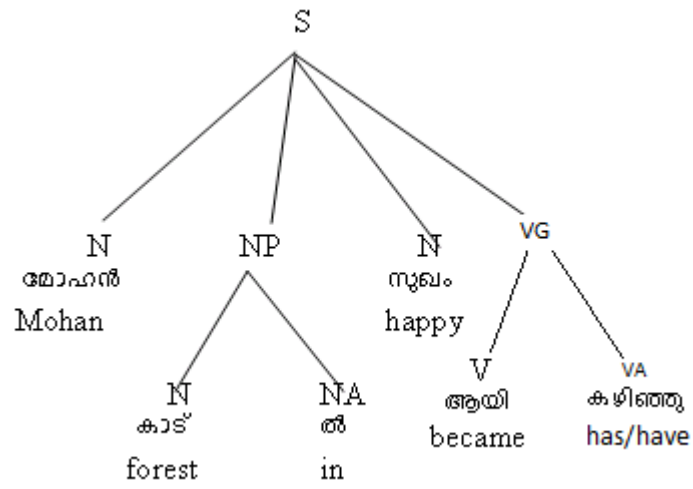 S
N NP N VG
മോഹൻ സുഖം
Mohan happy
N NA V VA
കാട് ൽ ആയി കഴിഞ്ഞു
forest in became has/have